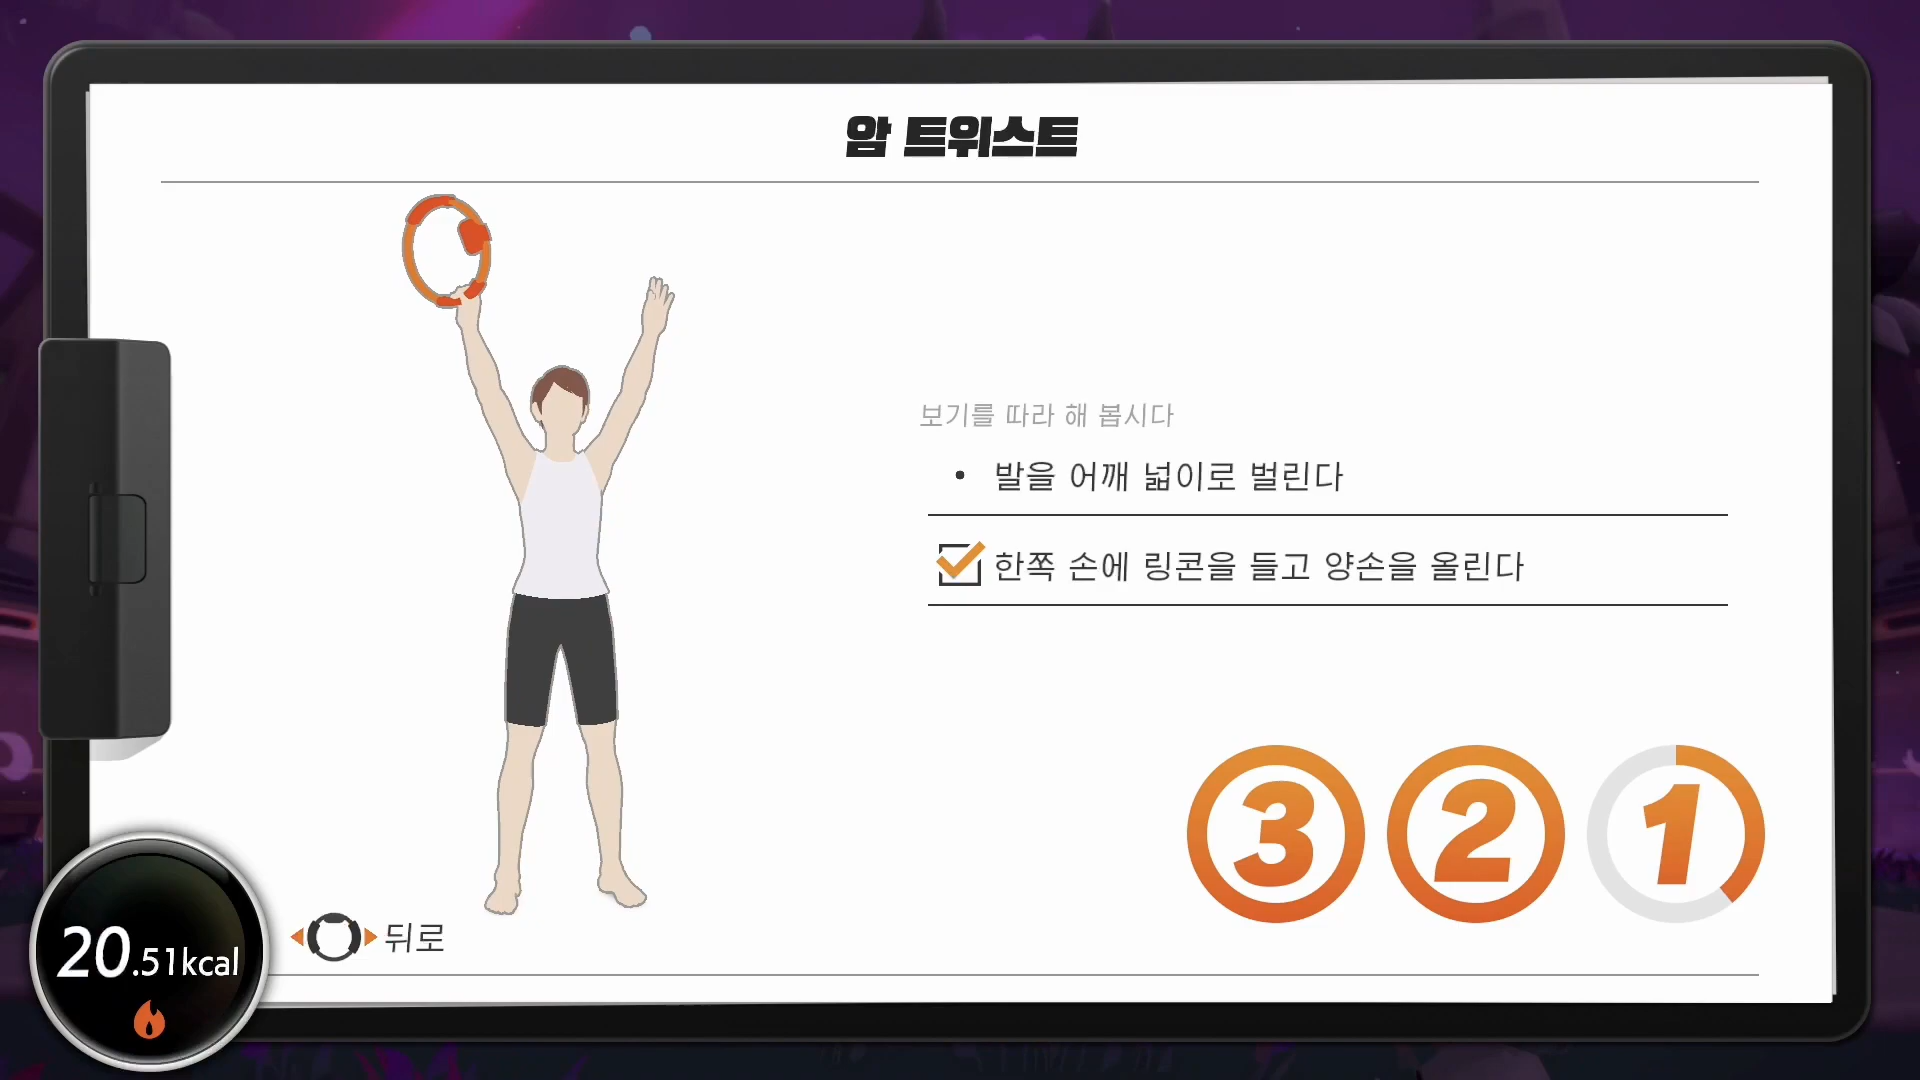 암 트위스트
보기를 따라 해 봅시다
• 발을 어깨 넓이로 벌린다
한쪽 손에 링콘을 들고 양손을 올린다
3 2 1
뒤로
20.51kcal